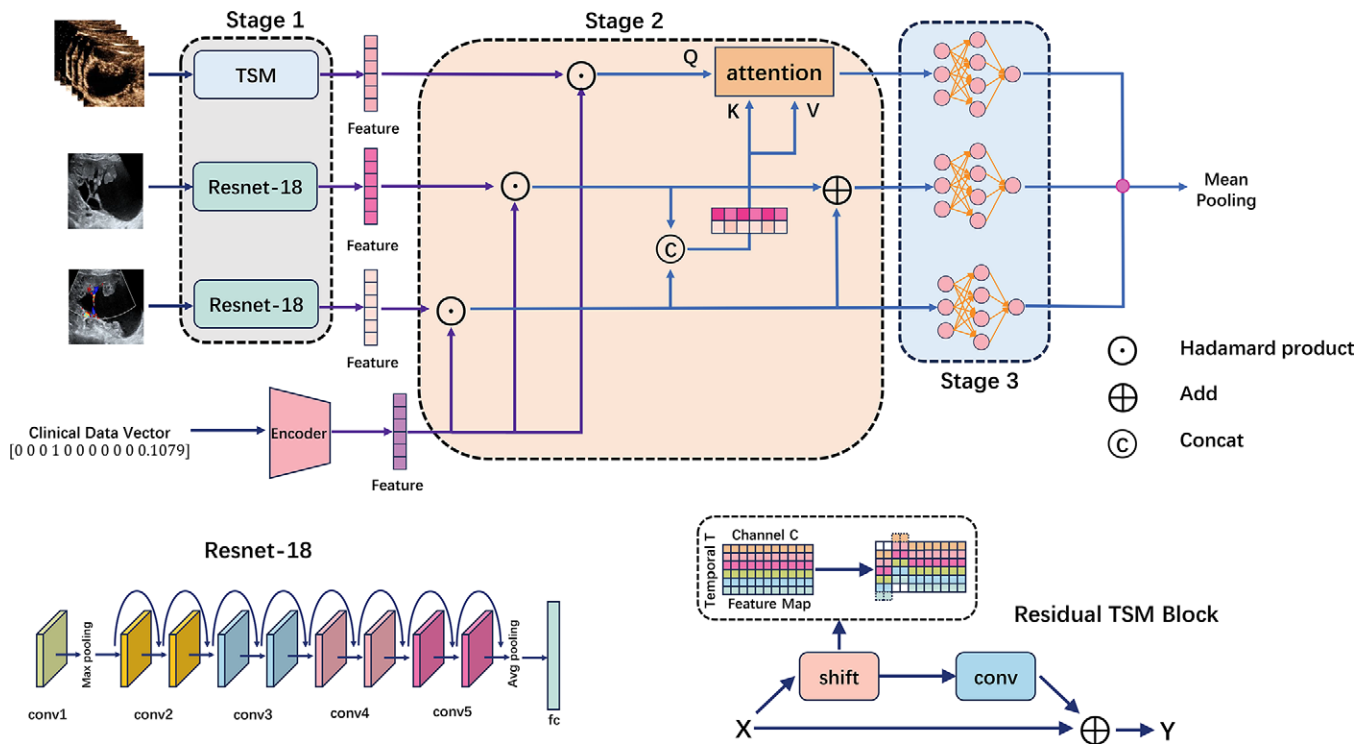 Stage 1
Stage 2
TSM
Feature
Q
attention
K
V
Resnet-18
Feature
C
Mean
Pooling
Resnet-18
Feature
Stage 3
Hadamard product
Add
C
Concat
Clinical Data Vector
[0 0 0 1 0 0 0 0 0 0 0.1079]
Encoder
Feature
Resnet-18
Max pooling
Avg pooling
conv1
conv2
conv3
conv4
conv5
fc
Temporal T
Channel C
Feature Map
Residual TSM Block
shift
conv
X
Y